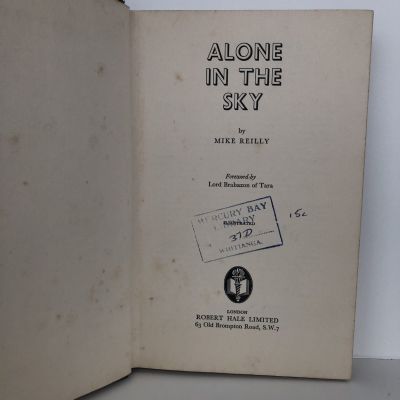 ALONE
IN THE
SKY
by
MIKE REILLY
Foreword by
Lord Brabazon of Tara
ILLUSTRATED
MERCURY BAY
LIBRARY
37D
WHITIANGA.
15c
LONDON
ROBERT HALE LIMITED
63 Old Brompton Road, S.W.7